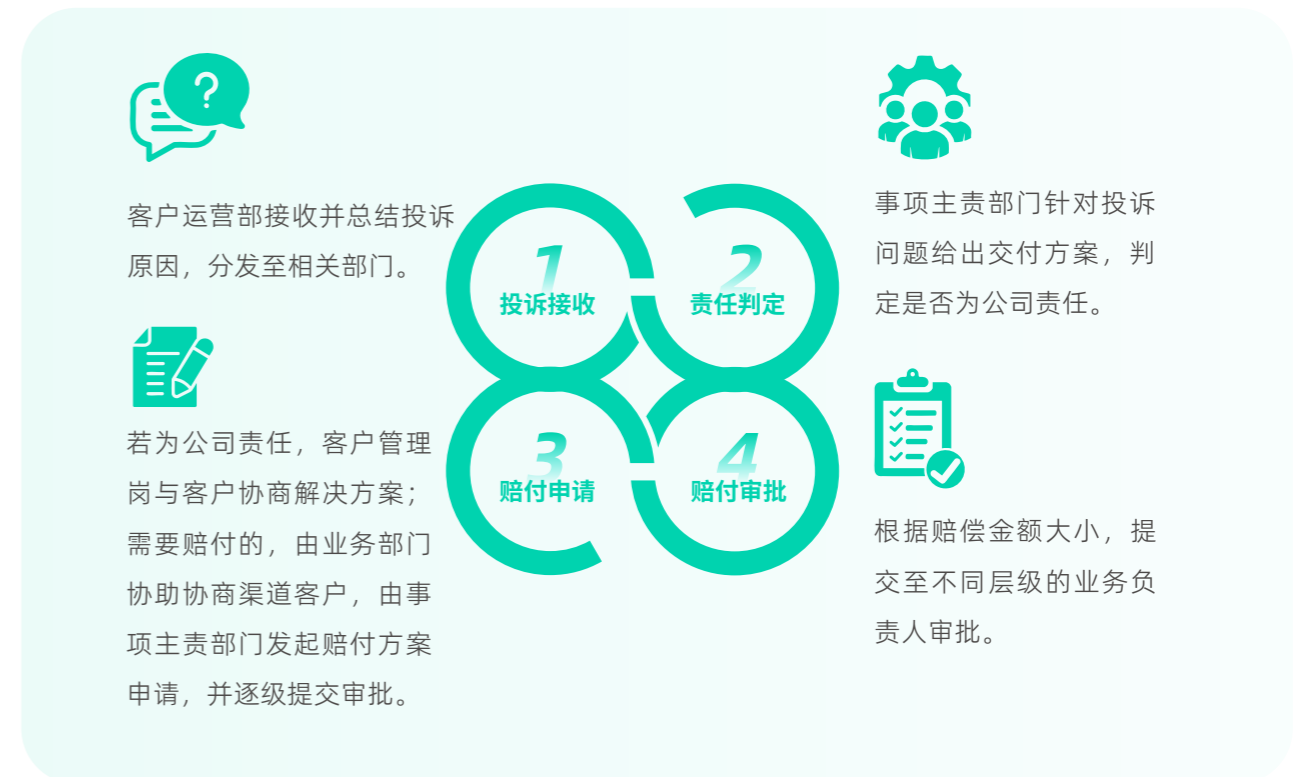 客户运营部接收并总结投诉
原因，分发至相关部门。
1
投诉接收
2
责任判定
事项主责部门针对投诉
问题给出交付方案，判
定是否为公司责任。
若为公司责任，客户管理
岗与客户协商解决方案；
需要赔付的，由业务部门
协助协商渠道客户，由事
项主责部门发起赔付方案
申请，并逐级提交审批。
3
赔付申请
4
赔付审批
根据赔偿金额大小，提
交至不同层级的业务负
责人审批。